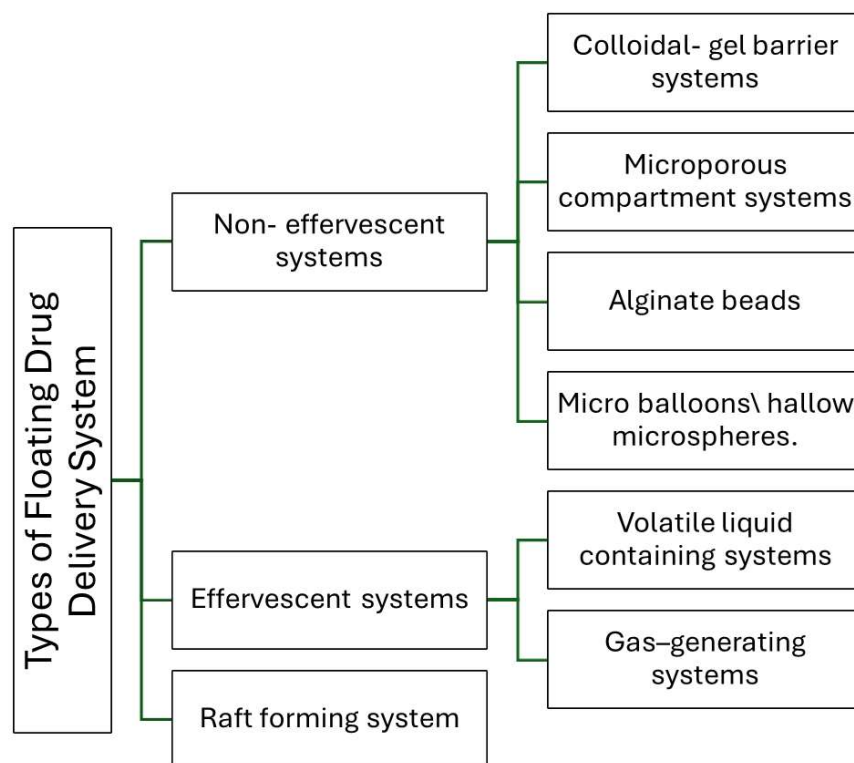 Types of Floating Drug
Delivery System
Non- effervescent
systems
Colloidal- gel barrier
systems
Microporous
compartment systems
Alginate beads
Micro balloons\ hallow
microspheres.
Effervescent systems
Volatile liquid
containing systems
Gas–generating
systems
Raft forming system